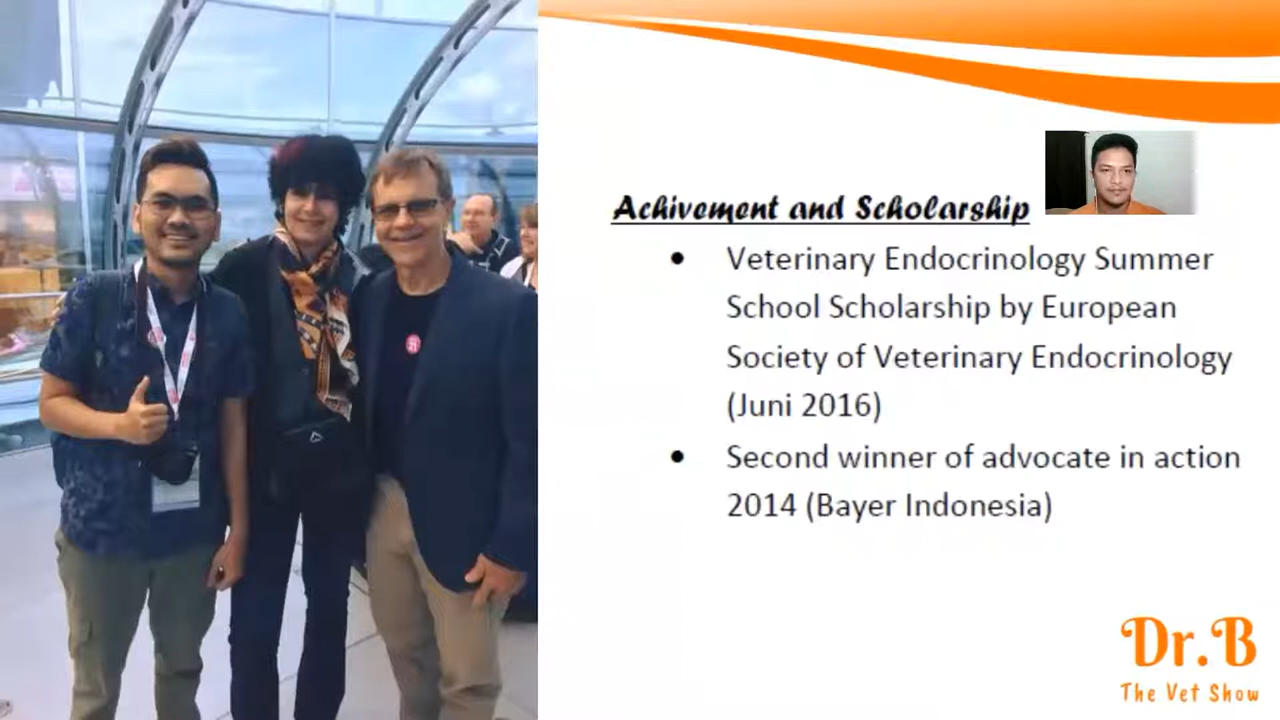 Achivement and Scholarship
• Veterinary Endocrinology Summer
School Scholarship by European
Society of Veterinary Endocrinology
(Juni 2016)
• Second winner of advocate in action
2014 (Bayer Indonesia)
Dr.B
The Vet Show